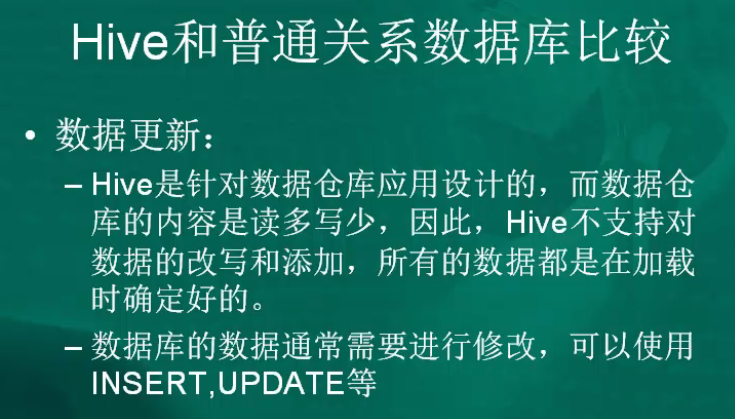 Hive和普通关系数据库比较
• 数据更新：
– Hive是针对数据仓库应用设计的，而数据仓
库的内容是读多写少，因此，Hive不支持对
数据的改写和添加，所有的数据都是在加载
时确定好的。
– 数据库的数据通常需要进行修改，可以使用
INSERT,UPDATE等